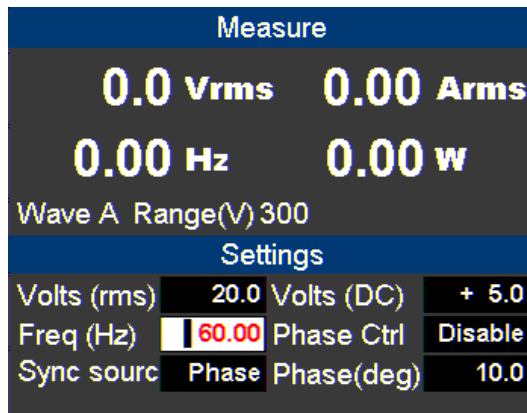 Measure
0.0 Vrms 0.00 Arms
0.00 Hz 0.00 W
Wave A Range(V) 300
Settings
Volts (rms) 20.0 Volts (DC) + 5.0
Freq (Hz) 60.00 Phase Ctrl Disable
Sync sourc Phase Phase(deg) 10.0